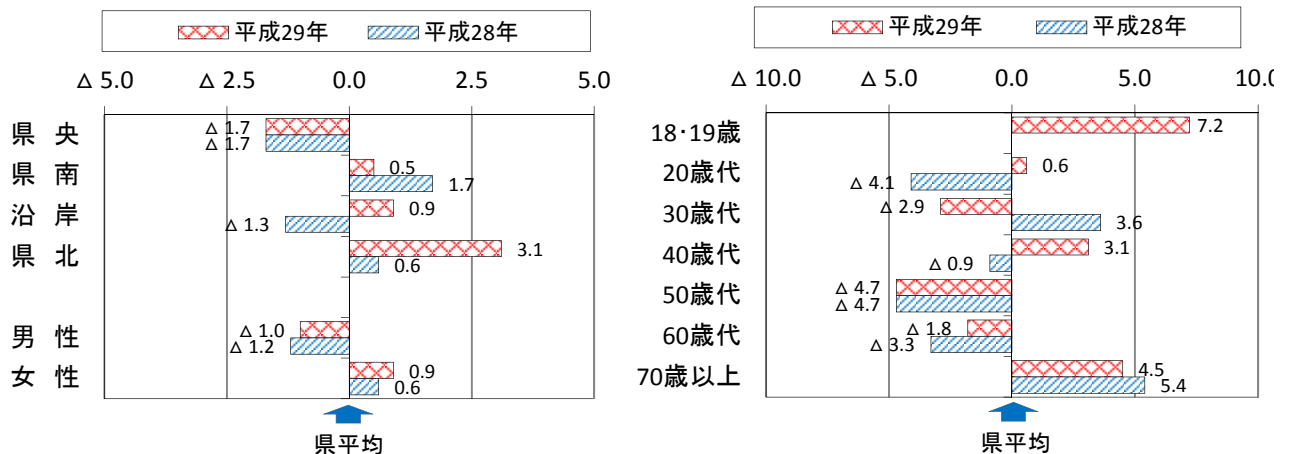 平成29年 平成28年
△ 5.0 △ 2.5 0.0 2.5 5.0
県 央 △ 1.7
△ 1.7
県 南 0.5
1.7
沿 岸 0.9
△ 1.3
県 北 3.1
0.6
男 性 △ 1.0
△ 1.2
女 性 0.9
0.6
県平均
平成29年 平成28年
△ 10.0 △ 5.0 0.0 5.0 10.0
18･19歳 7.2
20歳代 0.6
△ 4.1
30歳代 △ 2.9
3.6
40歳代 3.1
△ 0.9
50歳代 △ 4.7
△ 4.7
60歳代 △ 1.8
△ 3.3
70歳以上 4.5
5.4
県平均